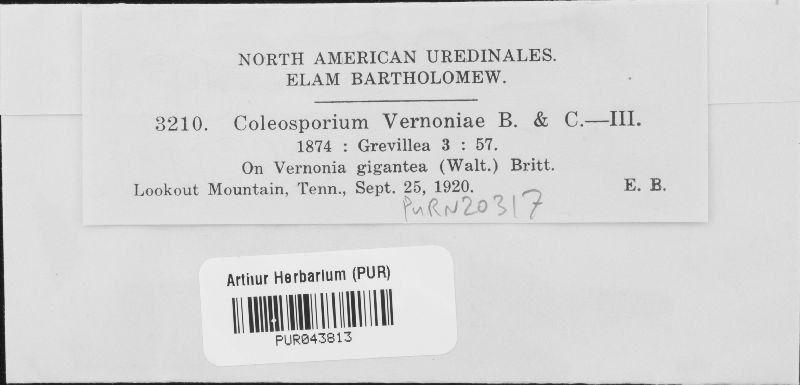 NORTH AMERICAN UREDINALES.
ELAM BARTHOLOMEW.
3210. Coleosporium Vernoniae B. & C.—III.
1874 : Grevillea 3 : 57.
On Vernonia gigantea (Walt.) Britt.
Lookout Mountain, Tenn., Sept. 25, 1920. E. B.
PURN20317
Arthur Herbarium (PUR)
PUR043813